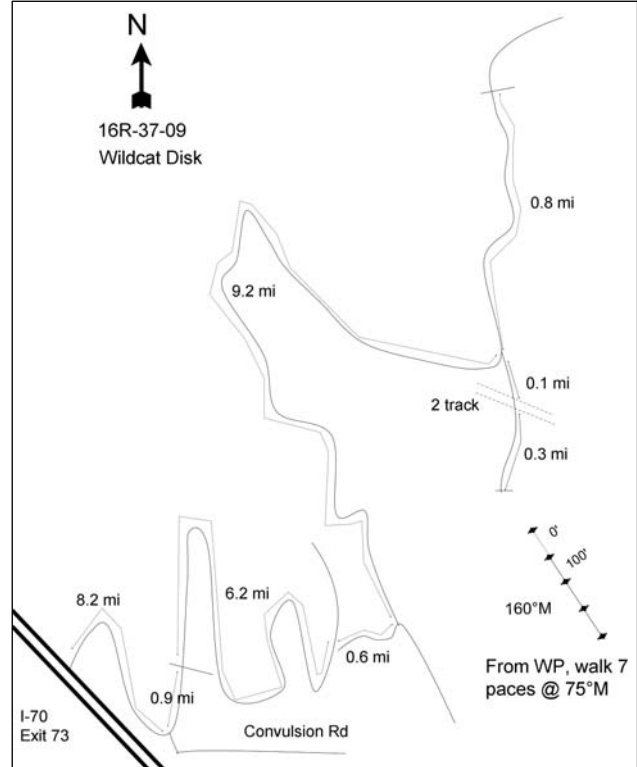 N
16R-37-09
Wildcat Disk
0.8 mi
9.2 mi
0.1 mi
2 track
0.3 mi
0'
100'
160°M
8.2 mi
6.2 mi
0.6 mi
0.9 mi
From WP, walk 7
paces @ 75°M
I-70
Exit 73
Convulsion Rd